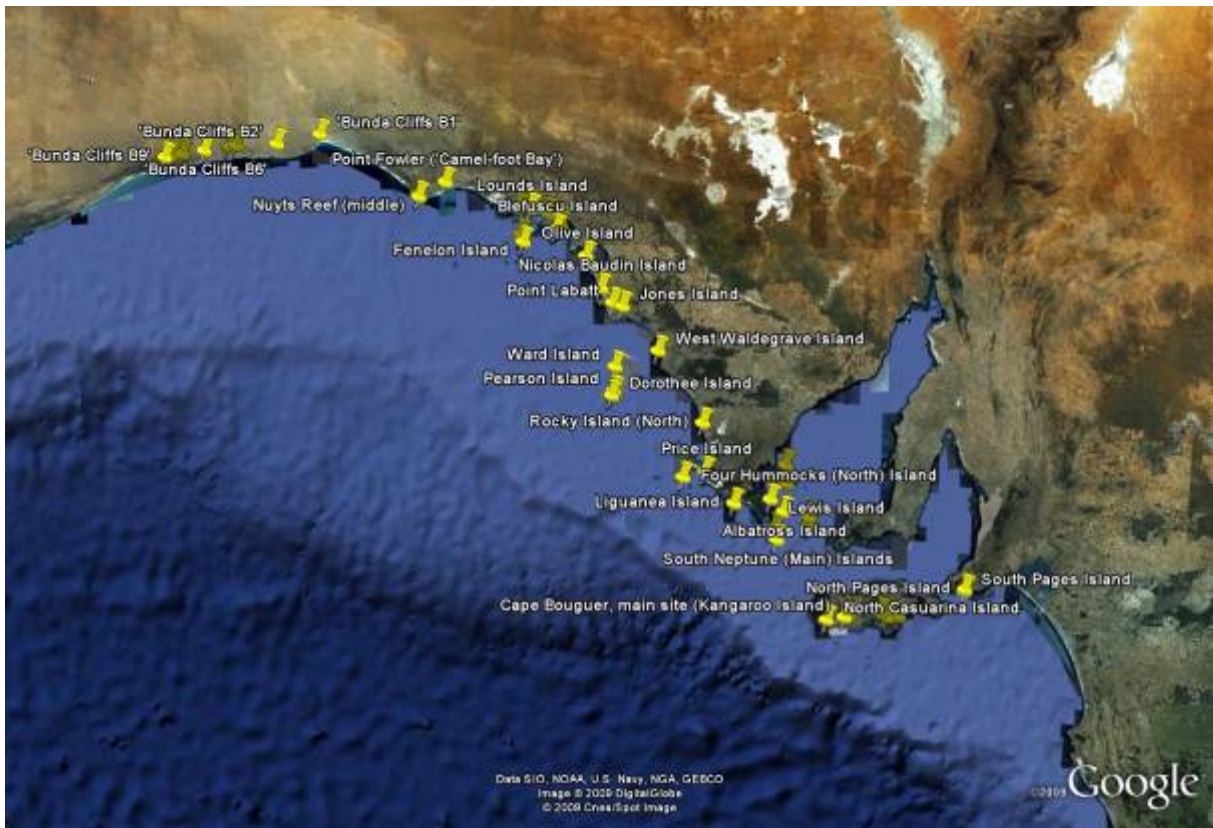 'Bunda Cliffs B1'
'Bunda Cliffs B2'
'Bunda Cliffs B9'
'Bunda Cliffs B6'
Point Fowler ('Camel-foot Bay')
Lounds Island
Nuyts Reef (middle)
Blefuscu Island
Olive Island
Fenelon Island
Nicolas Baudin Island
Point Labatt
Jones Island
West Waldegrave Island
Ward Island
Pearson Island
Dorothee Island
Rocky Island (North)
Price Island
Four Hummocks (North) Island
Liguanea Island
Lewis Island
Albatross Island
South Neptune (Main) Islands
North Pages Island
South Pages Island
Cape Bouguer, main site (Kangaroo Island)
North Casuarina Island
Data SIO, NOAA, U.S. Navy, NGA, GEBCO
Image © 2009 DigitalGlobe
© 2009 Cnes/Spot Image
©2009 Google